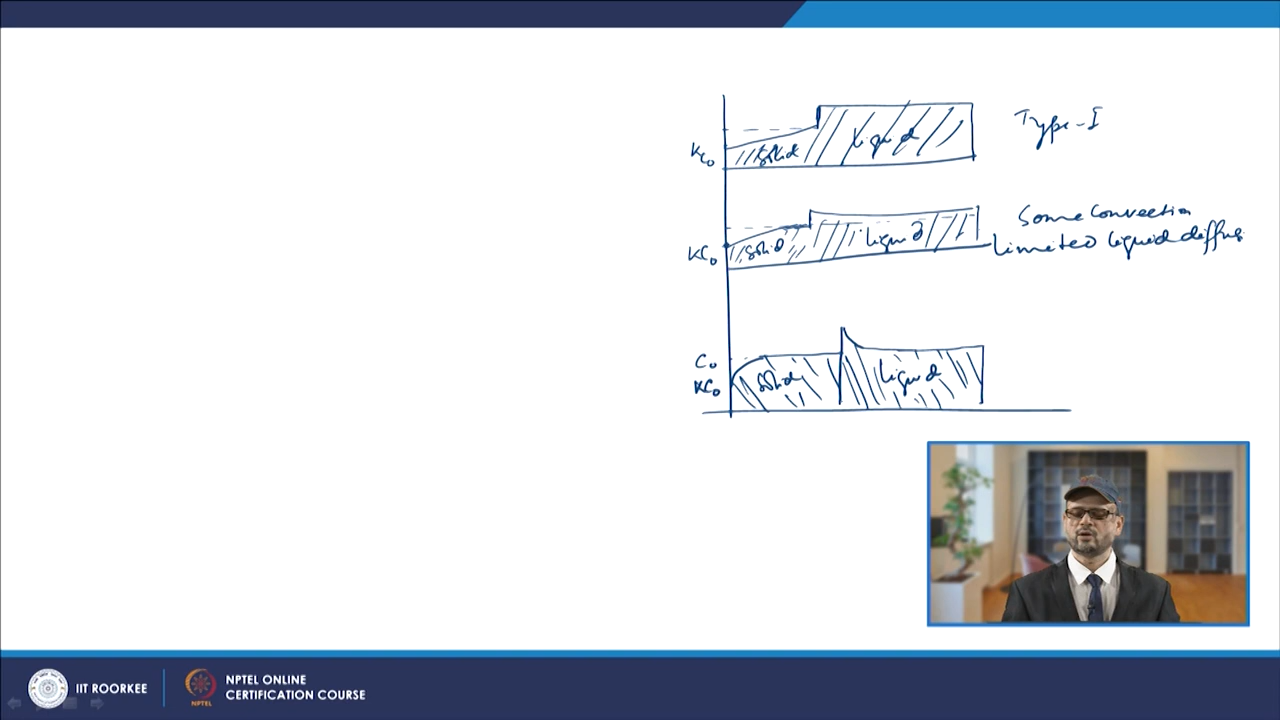 Type-I
KC₀
solid
liquid
Some Convection
limited liquid diffus
KC₀
solid
liquid
C₀
KC₀
solid
liquid
IIT ROORKEE
NPTEL ONLINE
CERTIFICATION COURSE
NPTEL